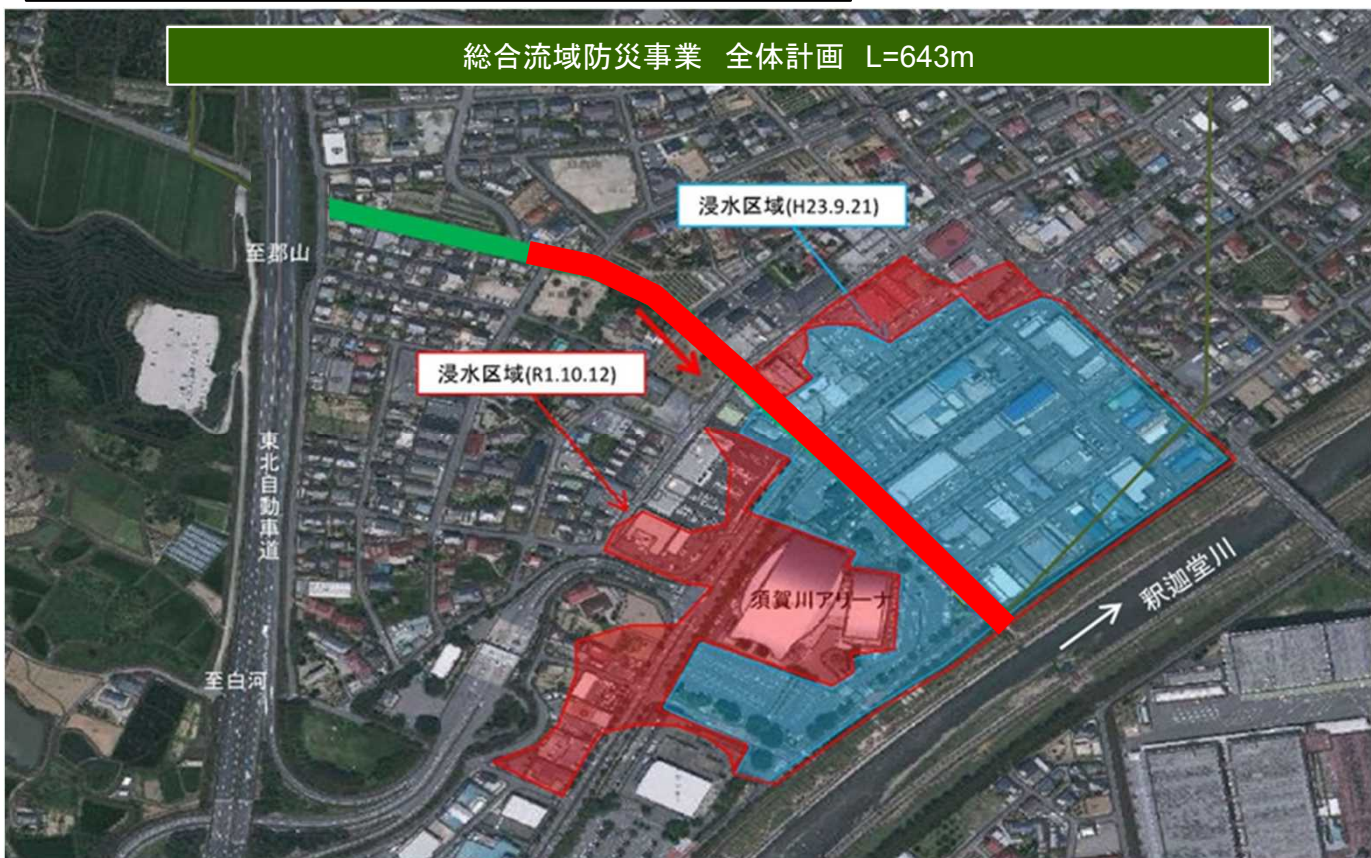 総合流域防災事業 全体計画 L=643m
浸水区域(H23.9.21)
至郡山
浸水区域(R1.10.12)
東北自動車道
須賀川アリーナ
釈迦堂川
至白河